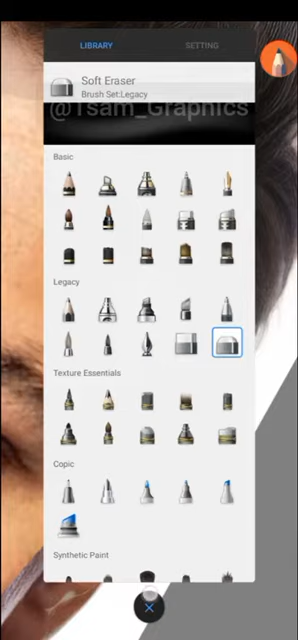 LIBRARY
SETTING
Soft Eraser
Brush Set:Legacy
@Tsam_Graphics
Basic
Legacy
Texture Essentials
Copic
Synthetic Paint